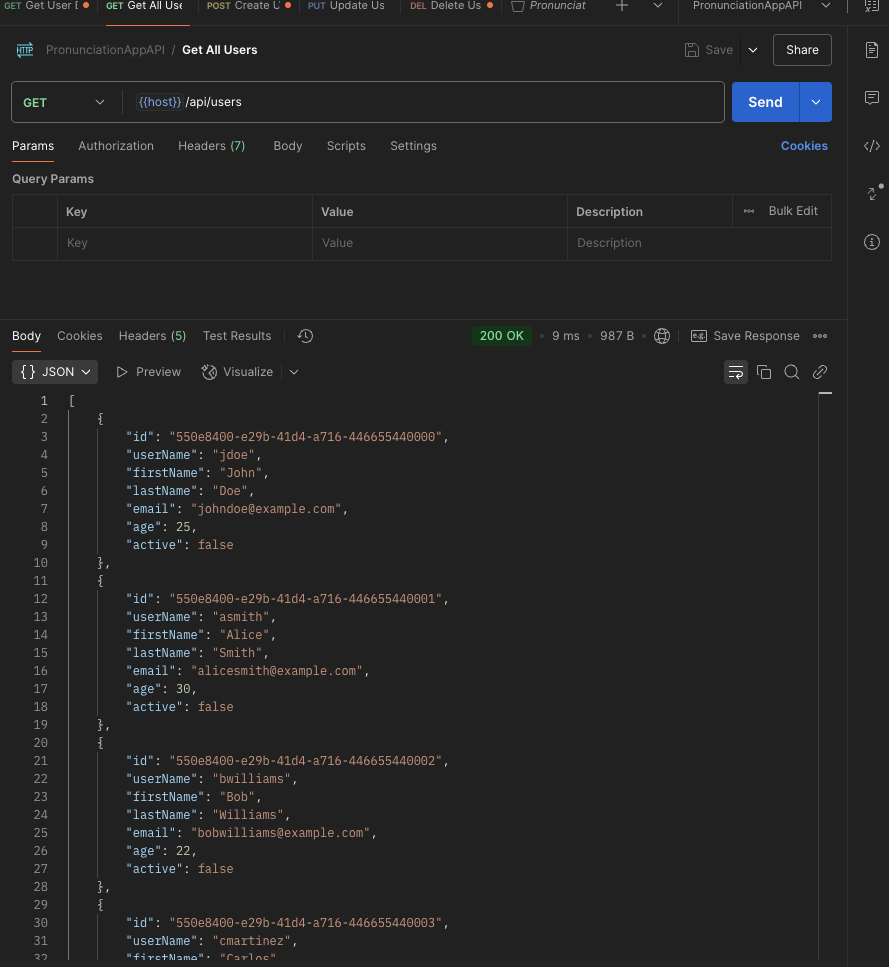 GET Get User [
GET Get All Use
POST Create U
PUT Update Us
DEL Delete Us
Pronunciat
PronunciationAppAPI
HTTP PronunciationAppAPI / Get All Users
Save
Share
GET
{{host}} /api/users
Send
Params Authorization Headers (7) Body Scripts Settings Cookies
Query Params
Key Value Description Bulk Edit
Key Value Description
Body Cookies Headers (5) Test Results 200 OK 9 ms 987 B e.g. Save Response
{} JSON Preview Visualize
1 [
2 {
3 "id": "550e8400-e29b-41d4-a716-446655440000",
4 "userName": "jdoe",
5 "firstName": "John",
6 "lastName": "Doe",
7 "email": "johndoe@example.com",
8 "age": 25,
9 "active": false
10 },
11 {
12 "id": "550e8400-e29b-41d4-a716-446655440001",
13 "userName": "asmith",
14 "firstName": "Alice",
15 "lastName": "Smith",
16 "email": "alicesmith@example.com",
17 "age": 30,
18 "active": false
19 },
20 {
21 "id": "550e8400-e29b-41d4-a716-446655440002",
22 "userName": "bwilliams",
23 "firstName": "Bob",
24 "lastName": "Williams",
25 "email": "bobwilliams@example.com",
26 "age": 22,
27 "active": false
28 },
29 {
30 "id": "550e8400-e29b-41d4-a716-446655440003",
31 "userName": "cmartinez",
32 "firstName": "Carlos"